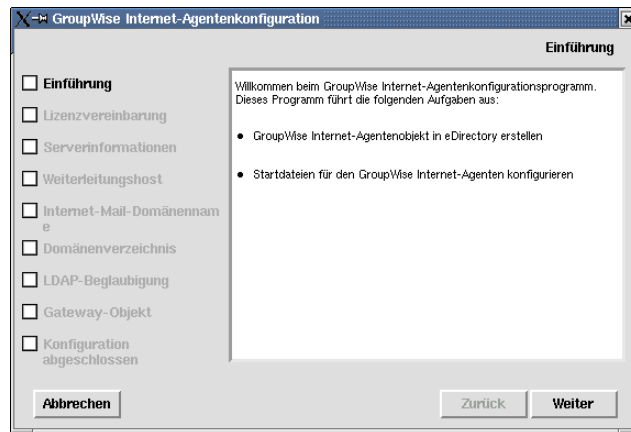 GroupWise Internet-Agentenkonfiguration
Einführung
Einführung
Lizenzvereinbarung
Serverinformationen
Weiterleitungshost
Internet-Mail-Domänennam
e
Domänenverzeichnis
LDAP-Beglaubigung
Gateway-Objekt
Konfiguration
abgeschlossen
Willkommen beim GroupWise Internet-Agentenkonfigurationsprogramm.
Dieses Programm führt die folgenden Aufgaben aus:
• GroupWise Internet-Agentenobjekt in eDirectory erstellen
• Startdateien für den GroupWise Internet-Agenten konfigurieren
Abbrechen
Zurück
Weiter